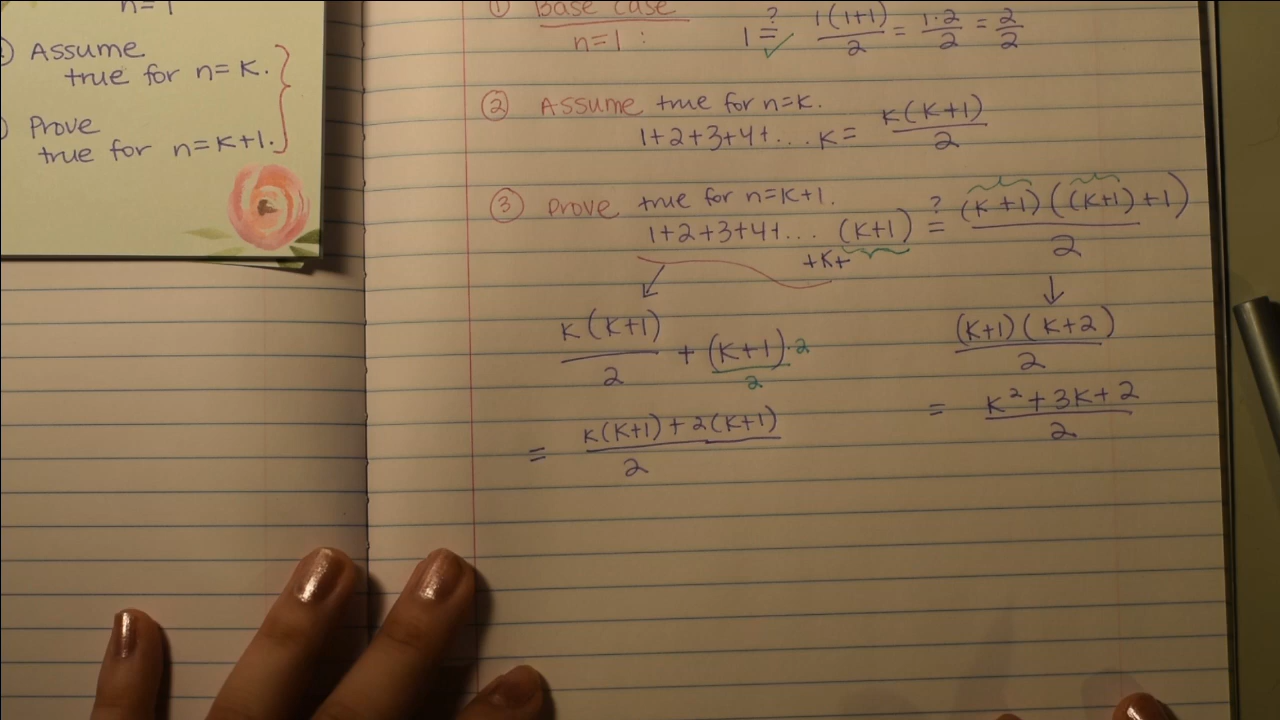 n=1
) Assume
true for n=k.
) Prove
true for n=k+1.
① Base case
n=1 :
1 ?= 1(1+1)/2 = 1·2/2 = 2/2
② Assume true for n=k.
1+2+3+4+... k = k(k+1)/2
③ Prove true for n=k+1.
1+2+3+4+... (k+1) ?= (k+1)((k+1)+1)/2
+k+
k(k+1)/2 + (k+1)·2/2
(k+1)(k+2)/2
= k(k+1)+2(k+1)/2
= k²+3k+2/2